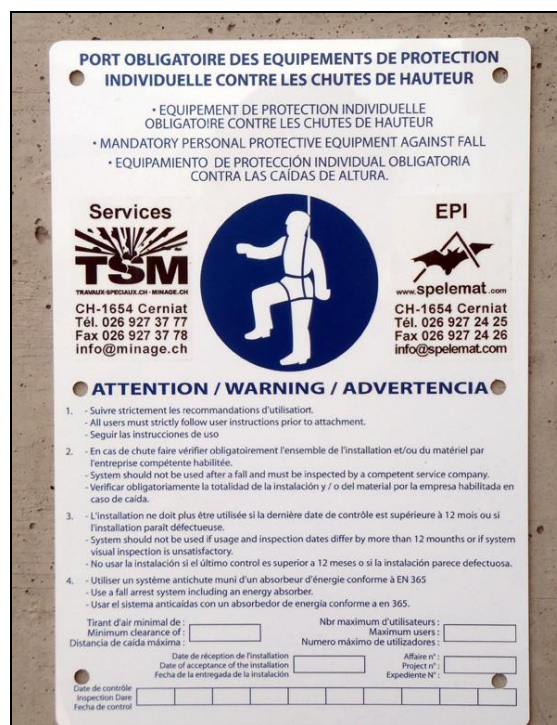 PORT OBLIGATOIRE DES EQUIPEMENTS DE PROTECTION
INDIVIDUELLE CONTRE LES CHUTES DE HAUTEUR
• EQUIPEMENT DE PROTECTION INDIVIDUELLE
OBLIGATOIRE CONTRE LES CHUTES DE HAUTEUR
• MANDATORY PERSONAL PROTECTIVE EQUIPMENT AGAINST FALL
• EQUIPAMIENTO DE PROTECCIÓN INDIVIDUAL OBLIGATORIA
CONTRA LAS CAÍDAS DE ALTURA.
Services
TSM
TRAVAUX-SPECIAUX.CH - MINAGE.CH
CH-1654 Cerniat
Tél. 026 927 37 77
Fax 026 927 37 78
info@minage.ch
EPI
www.spelemat.com
CH-1654 Cerniat
Tél. 026 927 24 25
Fax 026 927 24 26
info@spelemat.com
ATTENTION / WARNING / ADVERTENCIA
1. - Suivre strictement les recommandations d'utilisation.
- All users must strictly follow user instructions prior to attachment.
- Seguir las instrucciones de uso
2. - En cas de chute faire vérifier obligatoirement l'ensemble de l'installation et/ou du matériel par
l'entreprise compétente habilitée.
- System should not be used after a fall and must be inspected by a competent service company.
- Verificar obligatoriamente la totalidad de la instalación y / o del material por la empresa habilitada en
caso de caída.
3. - L'installation ne doit plus être utilisée si la dernière date de contrôle est supérieure à 12 mois ou si
l'installation paraît défectueuse.
- System should not be used if usage and inspection dates differ by more than 12 mounths or if system
visual inspection is unsatisfactory.
- No usar la instalación si el último control es superior a 12 meses o si la instalación parece defectuosa.
4. - Utiliser un système antichute muni d'un absorbeur d'énergie conforme à EN 365
- Use a fall arrest system including an energy absorber.
- Usar el sistema anticaídas con un absorbedor de energía conforme a en 365.
Tirant d'air minimal de :
Minimum clearance of :
Distancia de caída máxima :
Nbr maximum d'utilisateurs :
Maximum users :
Numero máximo de utilizadores :
Date de réception de l'installation
Date of acceptance of the installation
Fecha de la entregada de la instalación
Affaire n° :
Project n° :
Expediente N° :
Date de contrôle
Inspection Dare
Fecha de control